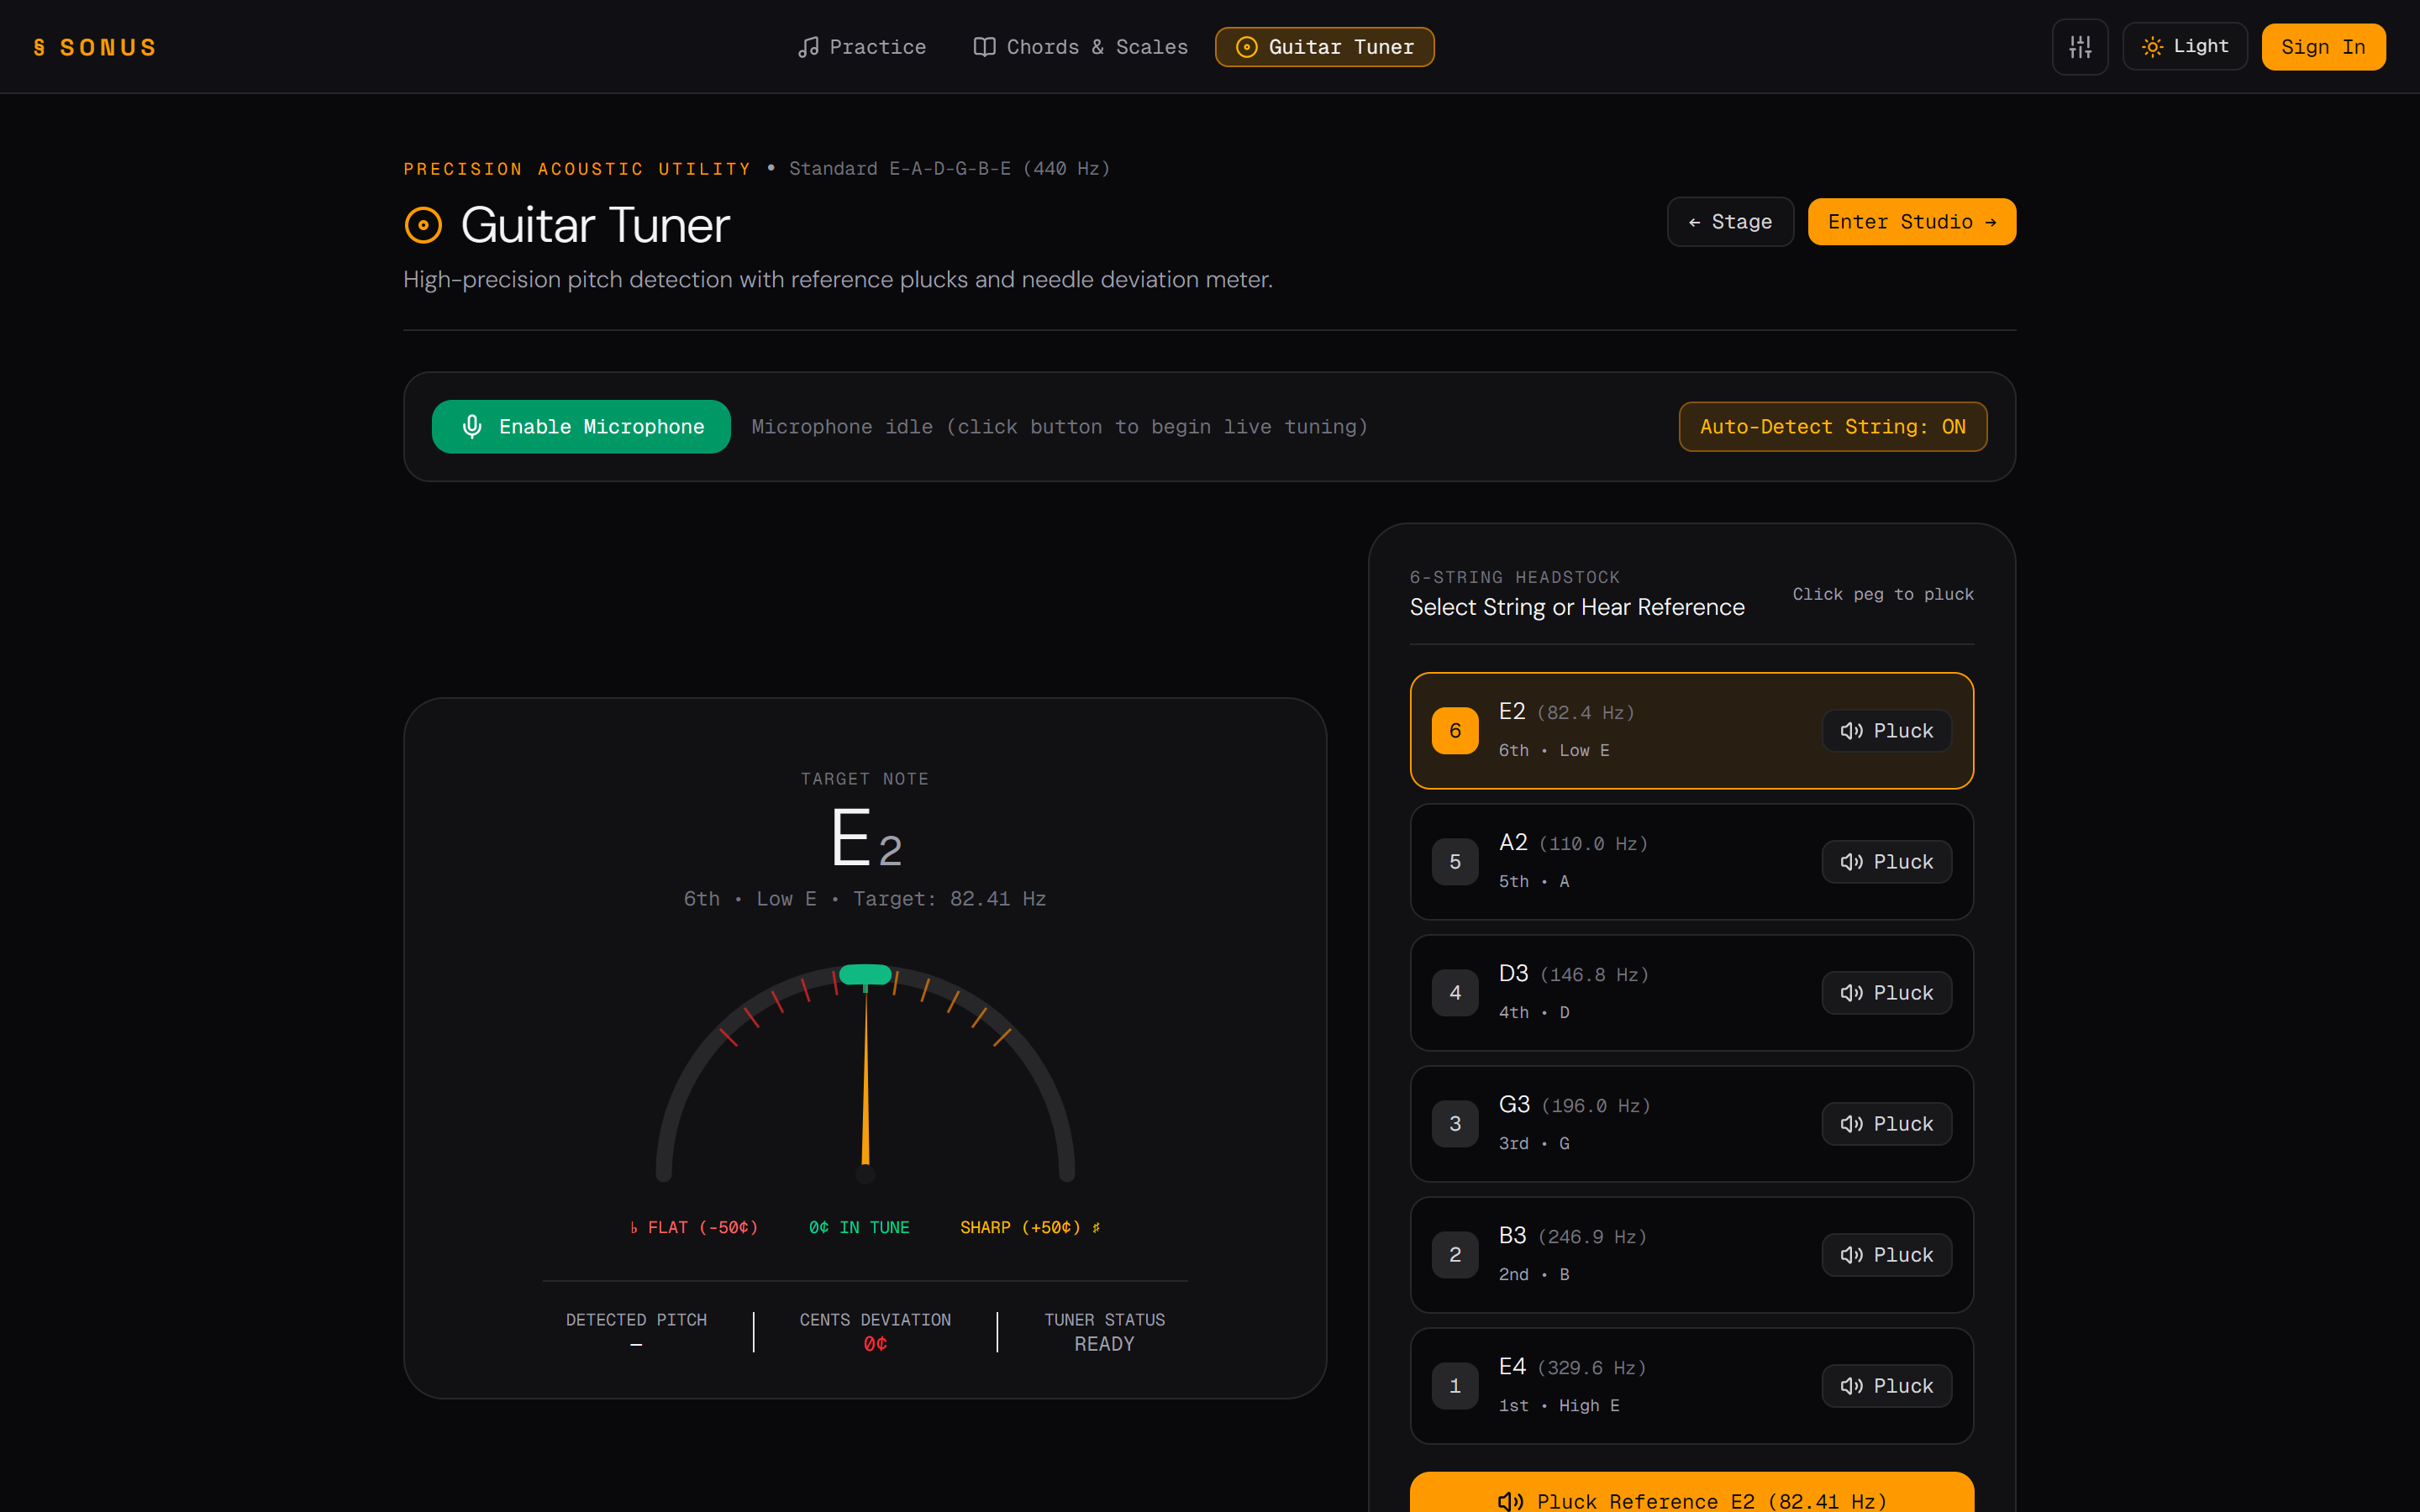 § SONUS
Practice
Chords & Scales
Guitar Tuner
Light
Sign In
PRECISION ACOUSTIC UTILITY • Standard E-A-D-G-B-E (440 Hz)
Guitar Tuner
← Stage
Enter Studio →
High-precision pitch detection with reference plucks and needle deviation meter.
Enable Microphone
Microphone idle (click button to begin live tuning)
Auto-Detect String: ON
TARGET NOTE
E2
6th • Low E • Target: 82.41 Hz
♭ FLAT (-50¢)
0¢ IN TUNE
SHARP (+50¢) ♯
DETECTED PITCH
—
CENTS DEVIATION
0¢
TUNER STATUS
READY
6-STRING HEADSTOCK
Select String or Hear Reference
Click peg to pluck
6
E2 (82.4 Hz)
6th • Low E
Pluck
5
A2 (110.0 Hz)
5th • A
Pluck
4
D3 (146.8 Hz)
4th • D
Pluck
3
G3 (196.0 Hz)
3rd • G
Pluck
2
B3 (246.9 Hz)
2nd • B
Pluck
1
E4 (329.6 Hz)
1st • High E
Pluck
Pluck Reference E2 (82.41 Hz)